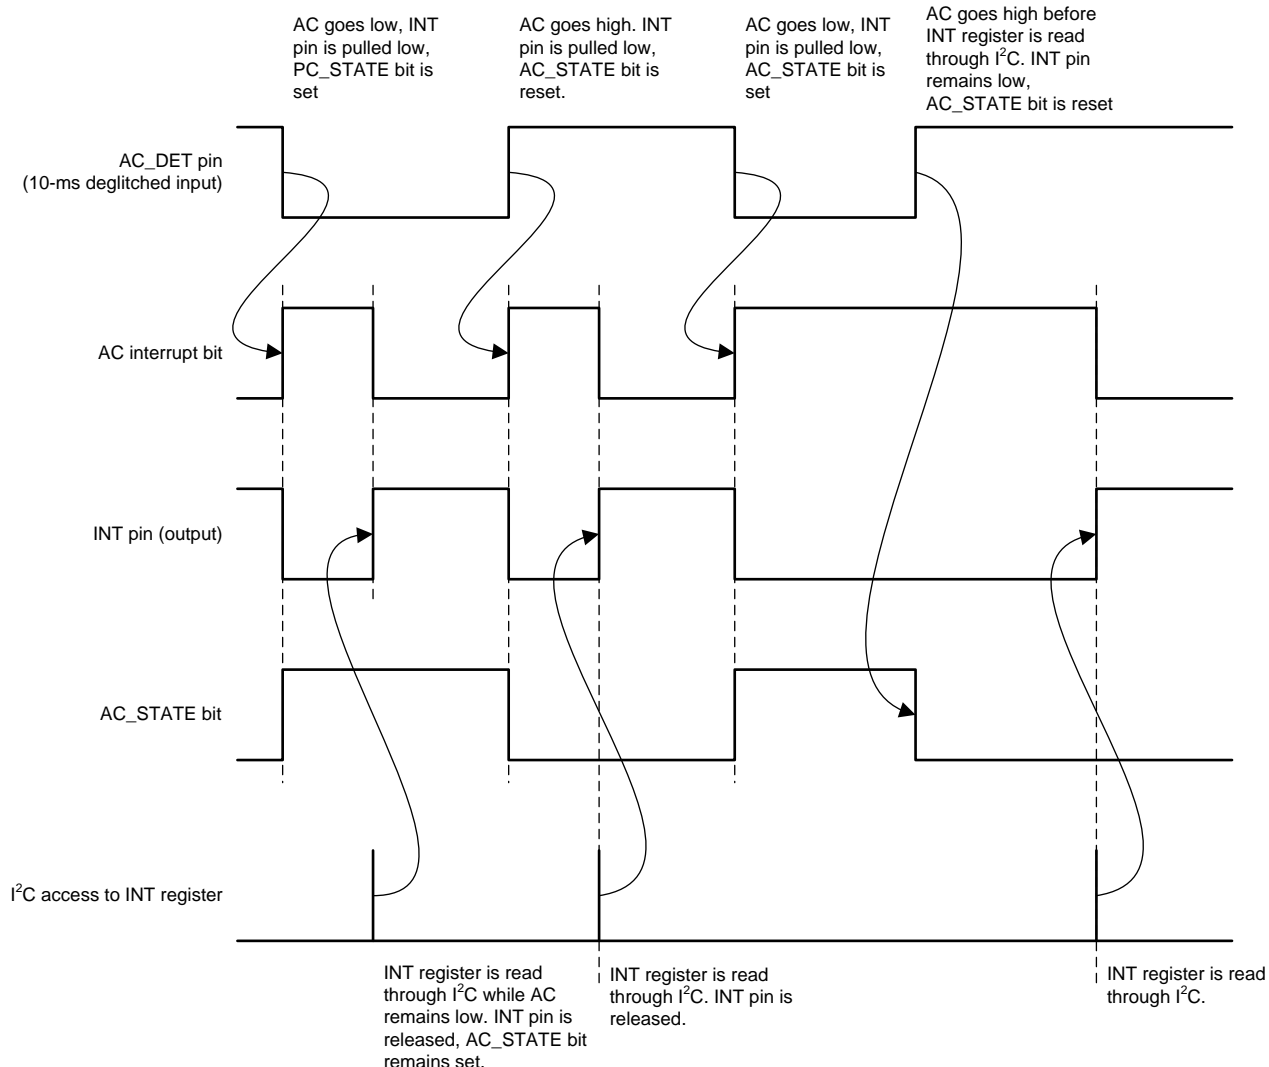 AC goes low, INT
pin is pulled low,
PC_STATE bit is
set
AC goes high. INT
pin is pulled low,
AC_STATE bit is
reset.
AC goes low, INT
pin is pulled low,
AC_STATE bit is
set
AC goes high before
INT register is read
through I²C. INT pin
remains low,
AC_STATE bit is reset
AC_DET pin
(10-ms deglitched input)
AC interrupt bit
INT pin (output)
AC_STATE bit
I²C access to INT register
INT register is read
through I²C while AC
remains low. INT pin is
released, AC_STATE bit
remains set.
INT register is read
through I²C. INT pin is
released.
INT register is read
through I²C.